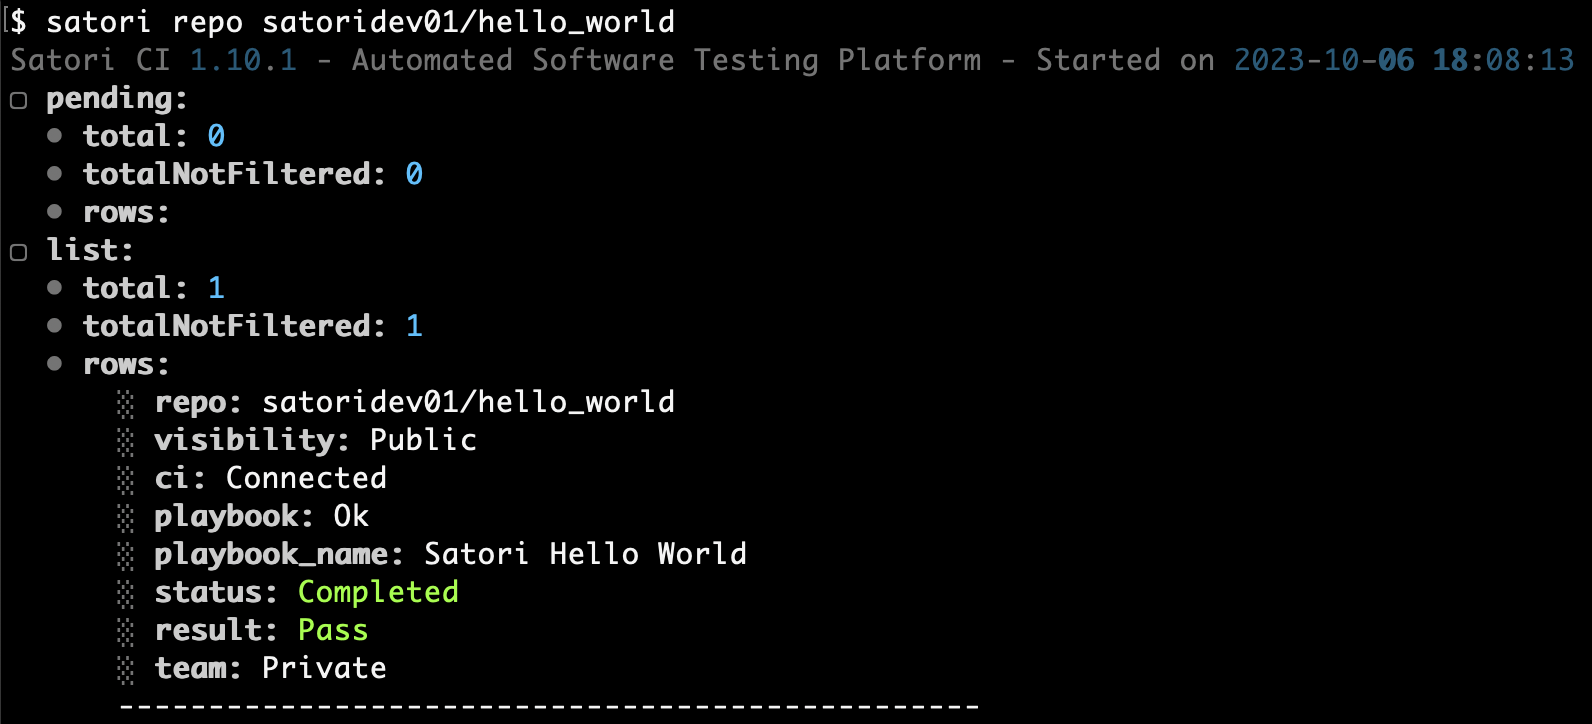 [$ satori repo satoridev01/hello_world
Satori CI 1.10.1 - Automated Software Testing Platform - Started on 2023-10-06 18:08:13
▢ pending:
• total: 0
• totalNotFiltered: 0
• rows:
▢ list:
• total: 1
• totalNotFiltered: 1
• rows:
░ repo: satoridev01/hello_world
░ visibility: Public
░ ci: Connected
░ playbook: Ok
░ playbook_name: Satori Hello World
░ status: Completed
░ result: Pass
░ team: Private
------------------------------------------------